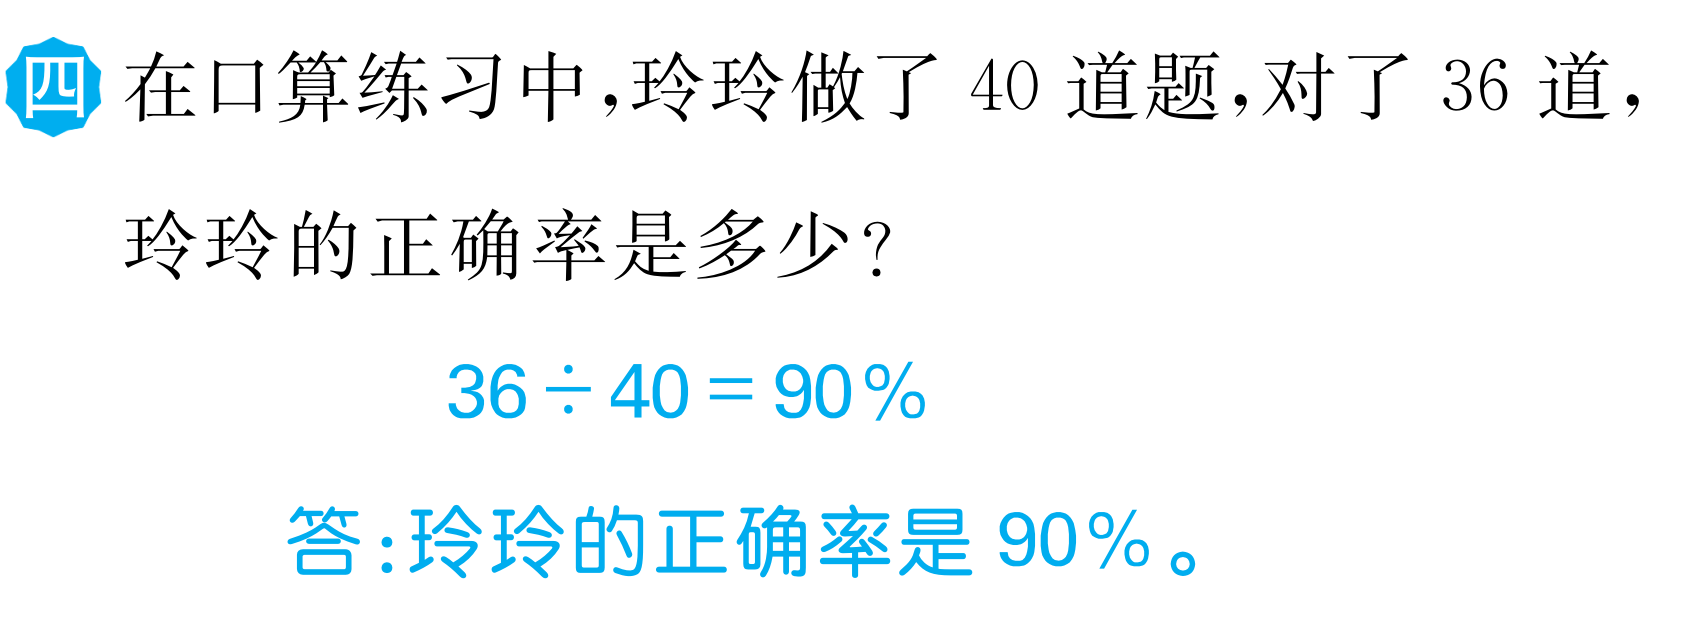 四 在口算练习中,玲玲做了 40 道题,对了 36 道,
玲玲的正确率是多少?
36÷40=90%
答:玲玲的正确率是 90%。